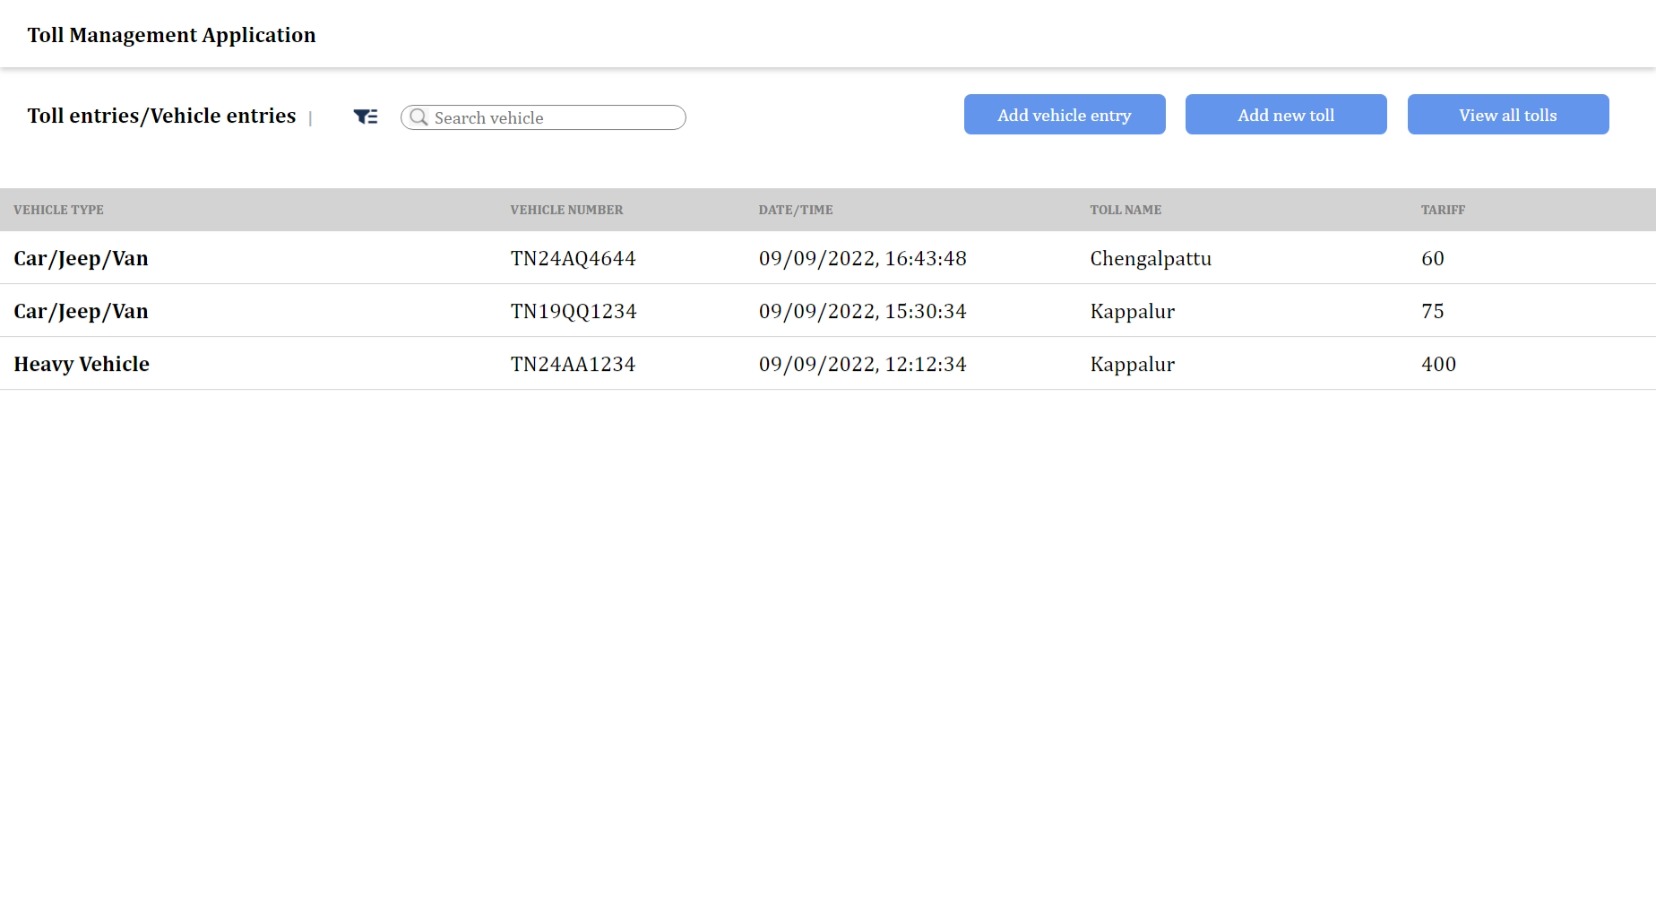 Toll Management Application
Toll entries/Vehicle entries | Search vehicle Add vehicle entry Add new toll View all tolls
VEHICLE TYPE VEHICLE NUMBER DATE/TIME TOLL NAME TARIFF
Car/Jeep/Van TN24AQ4644 09/09/2022, 16:43:48 Chengalpattu 60
Car/Jeep/Van TN19QQ1234 09/09/2022, 15:30:34 Kappalur 75
Heavy Vehicle TN24AA1234 09/09/2022, 12:12:34 Kappalur 400